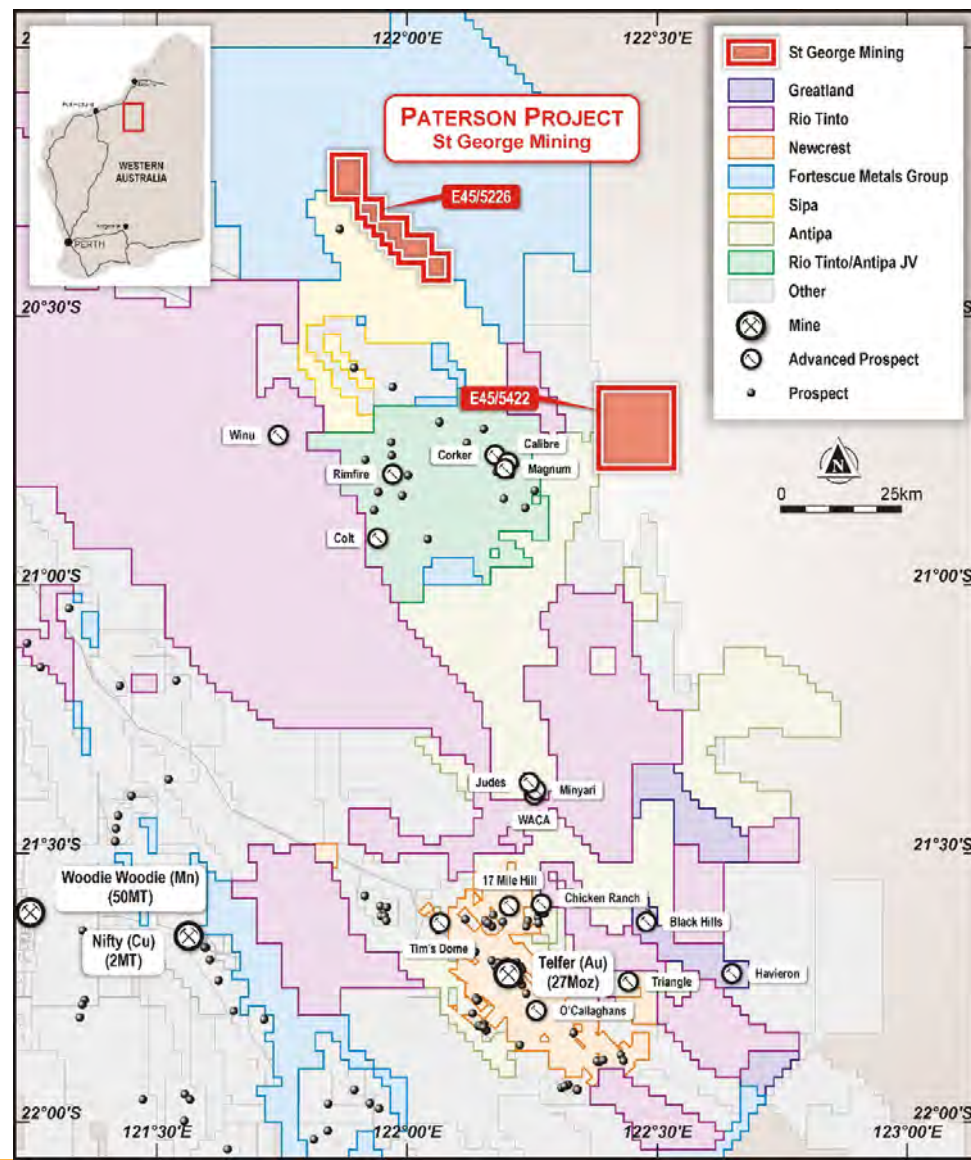 122°00'E
122°30'E
WESTERN
AUSTRALIA
PERTH
PATERSON PROJECT
St George Mining
E45/5226
St George Mining
Greatland
Rio Tinto
Newcrest
Fortescue Metals Group
Sipa
Antipa
Rio Tinto/Antipa JV
Other
Mine
Advanced Prospect
Prospect
N
0 25km
20°30'S
E45/5422
Winu
Corker
Calibre
Magnum
Rimfire
Colt
21°00'S
21°00'S
Judes
Minyari
WACA
21°30'S
21°30'S
Woodie Woodie (Mn)
(50MT)
Nifty (Cu)
(2MT)
17 Mile Hill
Chicken Ranch
Tim's Dome
Black Hills
Telfer (Au)
(27Moz)
Triangle
Havieron
O'Callaghans
22°00'S
22°00'S
121°30'E
122°00'E
122°30'E
123°00'E